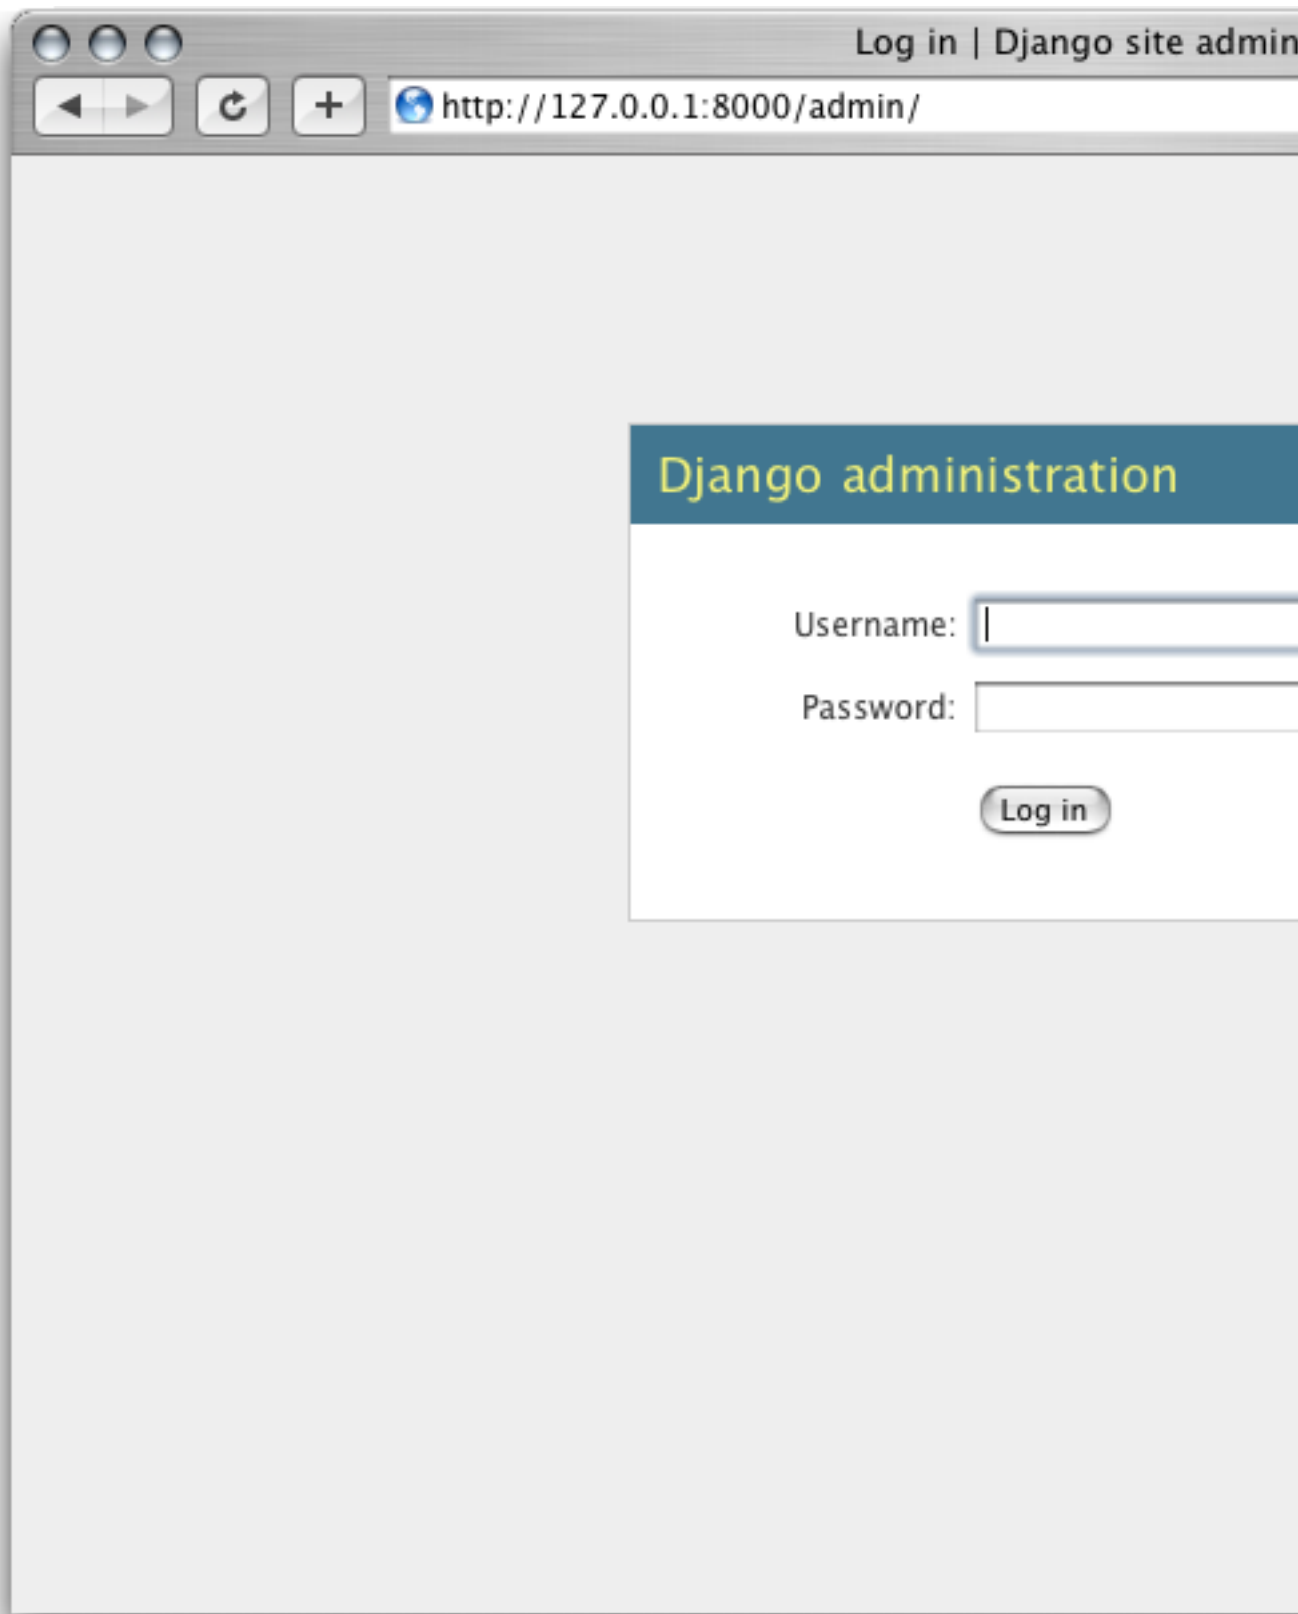 Log in | Django site admin
http://127.0.0.1:8000/admin/
Django administration
Username:
Password:
Log in